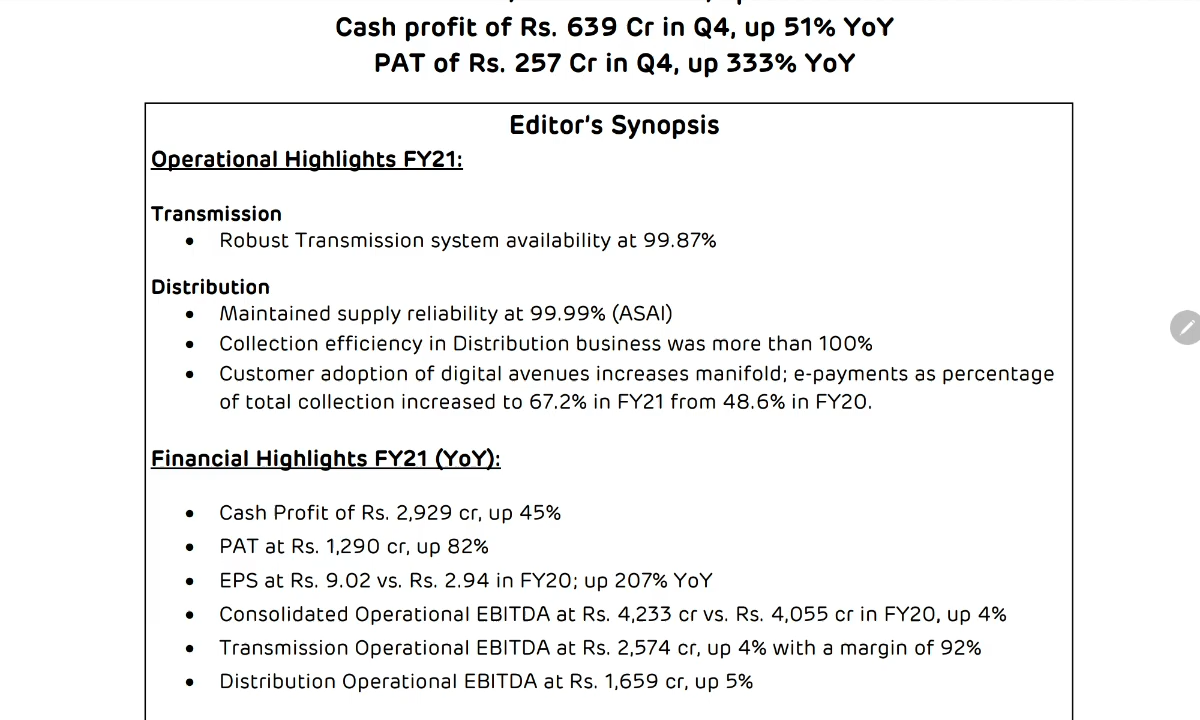 Cash profit of Rs. 639 Cr in Q4, up 51% YoY
PAT of Rs. 257 Cr in Q4, up 333% YoY
Editor's Synopsis
Operational Highlights FY21:
Transmission
• Robust Transmission system availability at 99.87%
Distribution
• Maintained supply reliability at 99.99% (ASAI)
• Collection efficiency in Distribution business was more than 100%
• Customer adoption of digital avenues increases manifold; e-payments as percentage
of total collection increased to 67.2% in FY21 from 48.6% in FY20.
Financial Highlights FY21 (YoY):
• Cash Profit of Rs. 2,929 cr, up 45%
• PAT at Rs. 1,290 cr, up 82%
• EPS at Rs. 9.02 vs. Rs. 2.94 in FY20; up 207% YoY
• Consolidated Operational EBITDA at Rs. 4,233 cr vs. Rs. 4,055 cr in FY20, up 4%
• Transmission Operational EBITDA at Rs. 2,574 cr, up 4% with a margin of 92%
• Distribution Operational EBITDA at Rs. 1,659 cr, up 5%